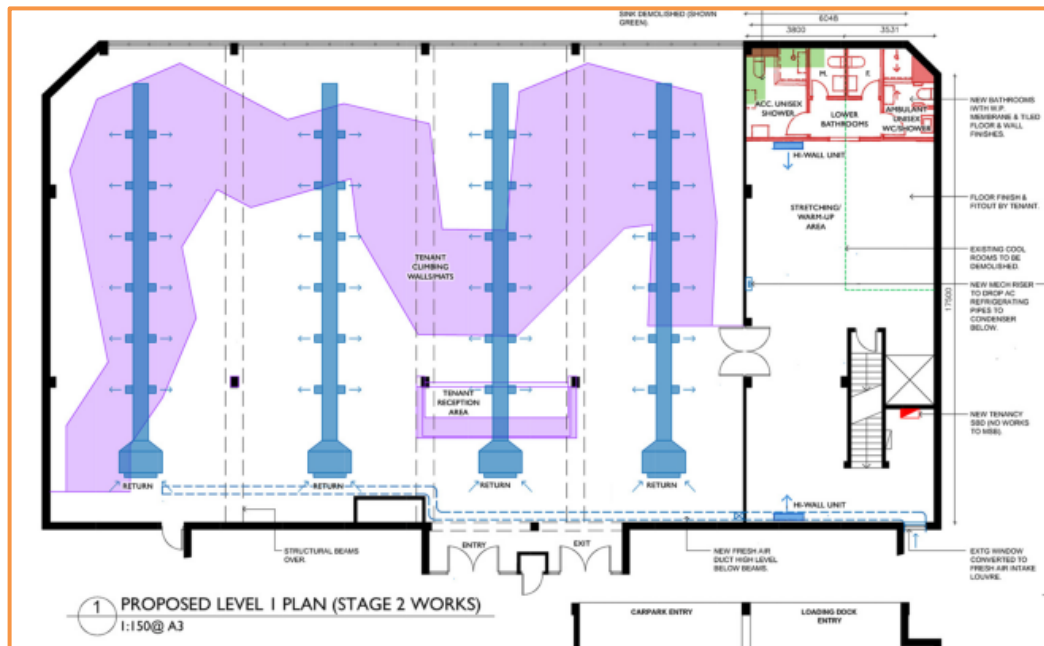 SINK DEMOLISHED (SHOWN
GREEN).
6048
3800
3531
M.
F.
ACC. UNISEX
SHOWER
LOWER
BATHROOMS
AMBULANT
UNISEX
WC/SHOWER
NEW BATHROOMS
IWTH W.P.
MEMBRANE & TILED
FLOOR & WALL
FINISHES.
HI-WALL UNIT
STRETCHING/
WARM-UP
AREA
FLOOR FINISH &
FITOUT BY TENANT.
EXISTING COOL
ROOMS TO BE
DEMOLISHED.
TENANT
CLIMBING
WALLS/MATS
NEW MECH RISER
TO DROP AC
REFRIGERATING
PIPES TO
CONDENSER
BELOW.
17500
TENANT
RECEPTION
AREA
NEW TENANCY
SBD (NO WORKS
TO MBB).
RETURN
RETURN
RETURN
RETURN
HI-WALL UNIT
STRUCTURAL BEAMS
OVER.
ENTRY
EXIT
NEW FRESH AIR
DUCT HIGH LEVEL
BELOW BEAMS.
EXTG WINDOW
CONVERTED TO
FRESH AIR INTAKE
LOUVRE.
1
PROPOSED LEVEL 1 PLAN (STAGE 2 WORKS)
1:150@ A3
CARPARK ENTRY
LOADING DOCK
ENTRY